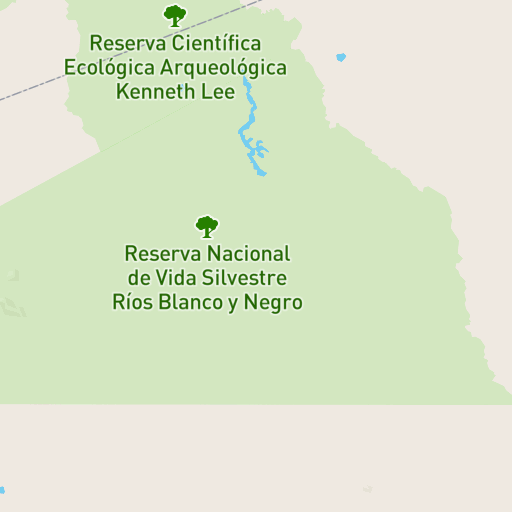 Reserva Científica
Ecológica Arqueológica
Kenneth Lee
Reserva Nacional
de Vida Silvestre
Ríos Blanco y Negro